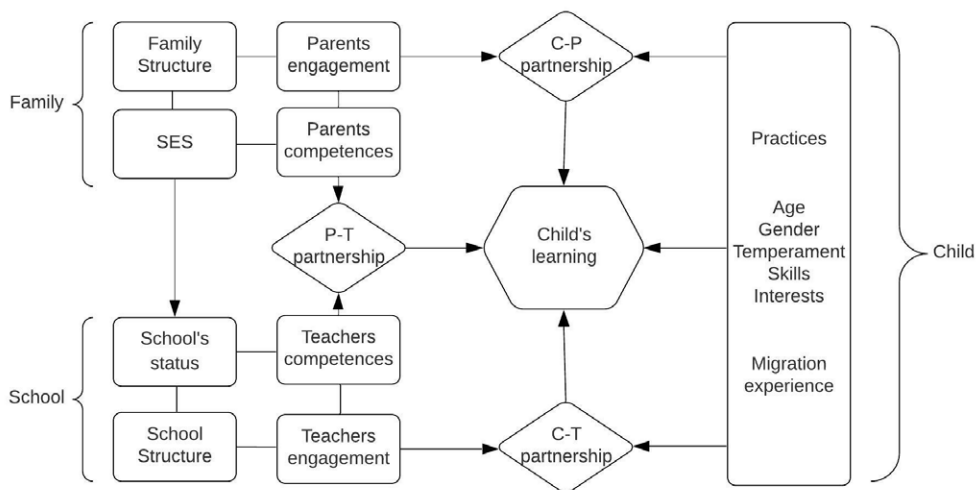 Family
Family
Structure
Parents
engagement
C-P
partnership
SES
Parents
competences
Practices
P-T
partnership
Child's
learning
Age
Gender
Temperament
Skills
Interests
Child
School
School's
status
Teachers
competences
Migration
experience
School
Structure
Teachers
engagement
C-T
partnership